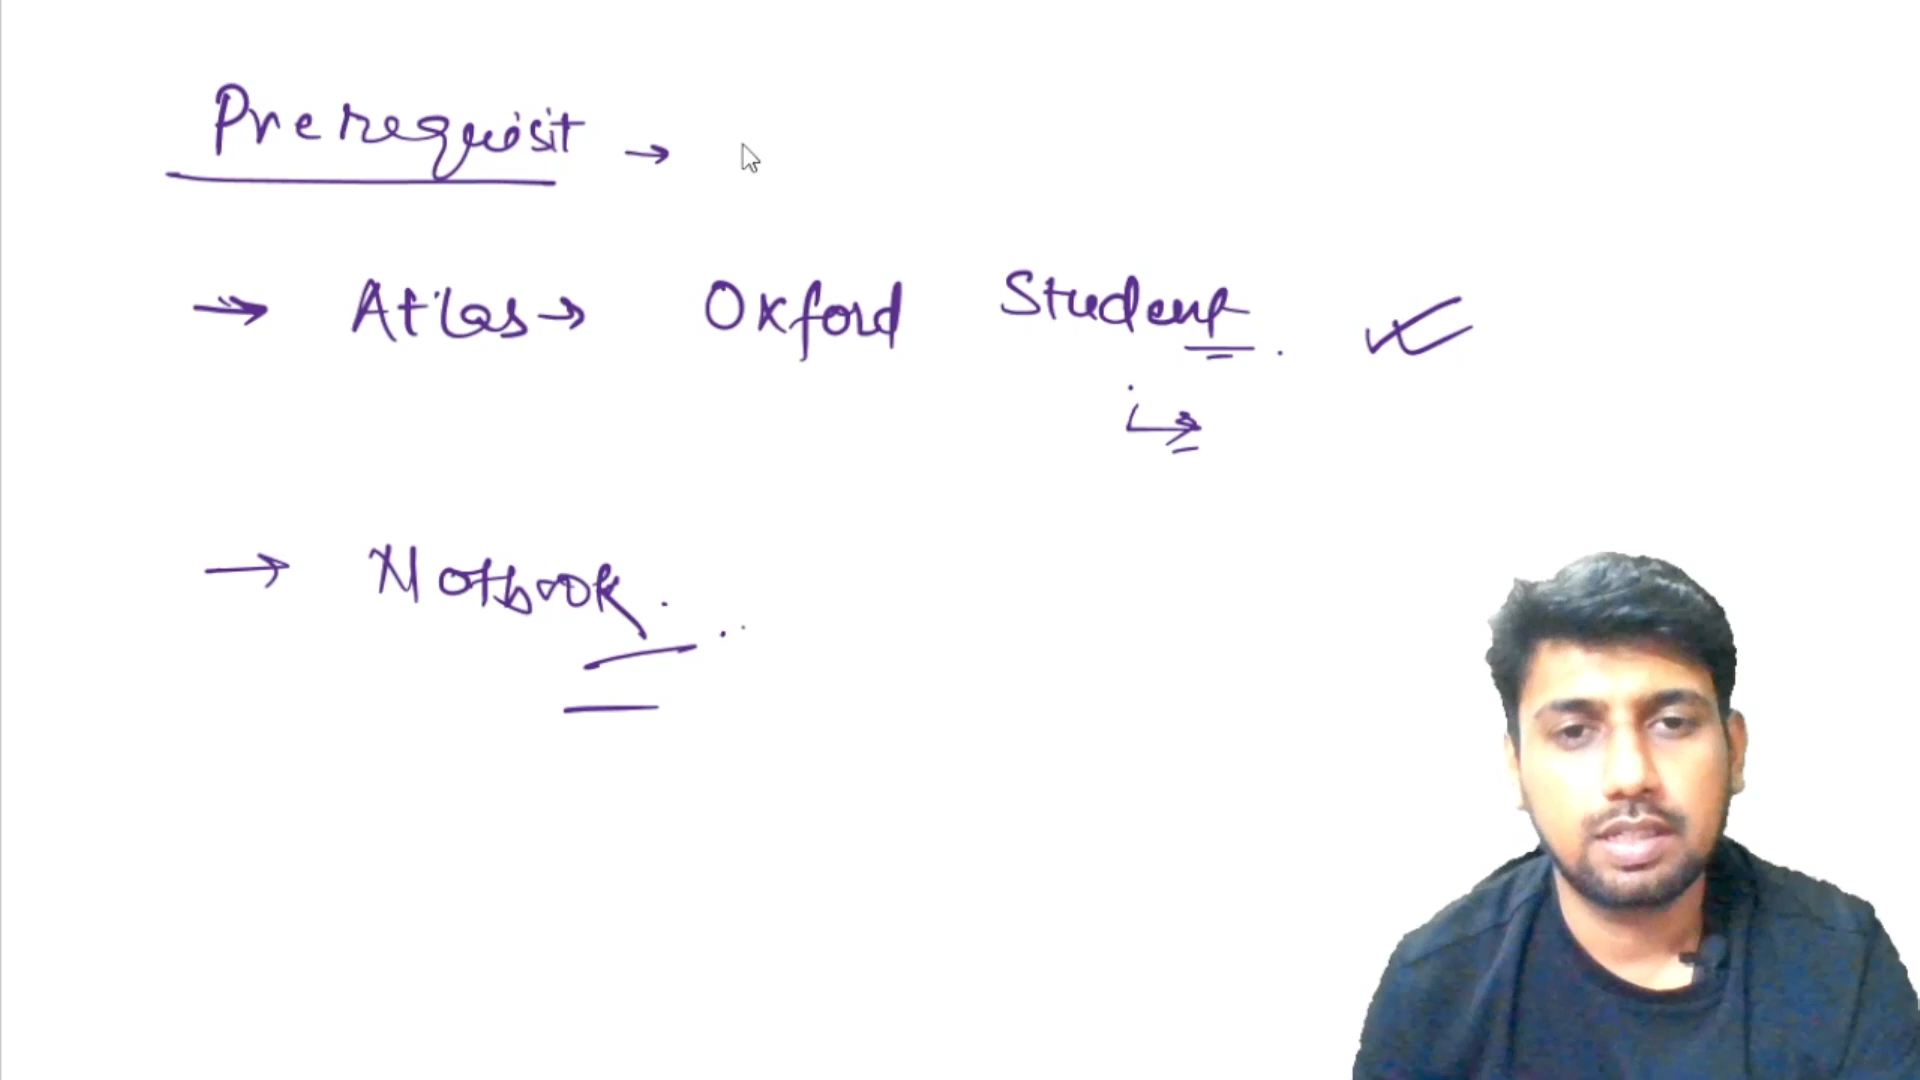 Prerequisit →
→ Atlas → Oxford Student.
→ Notbook.